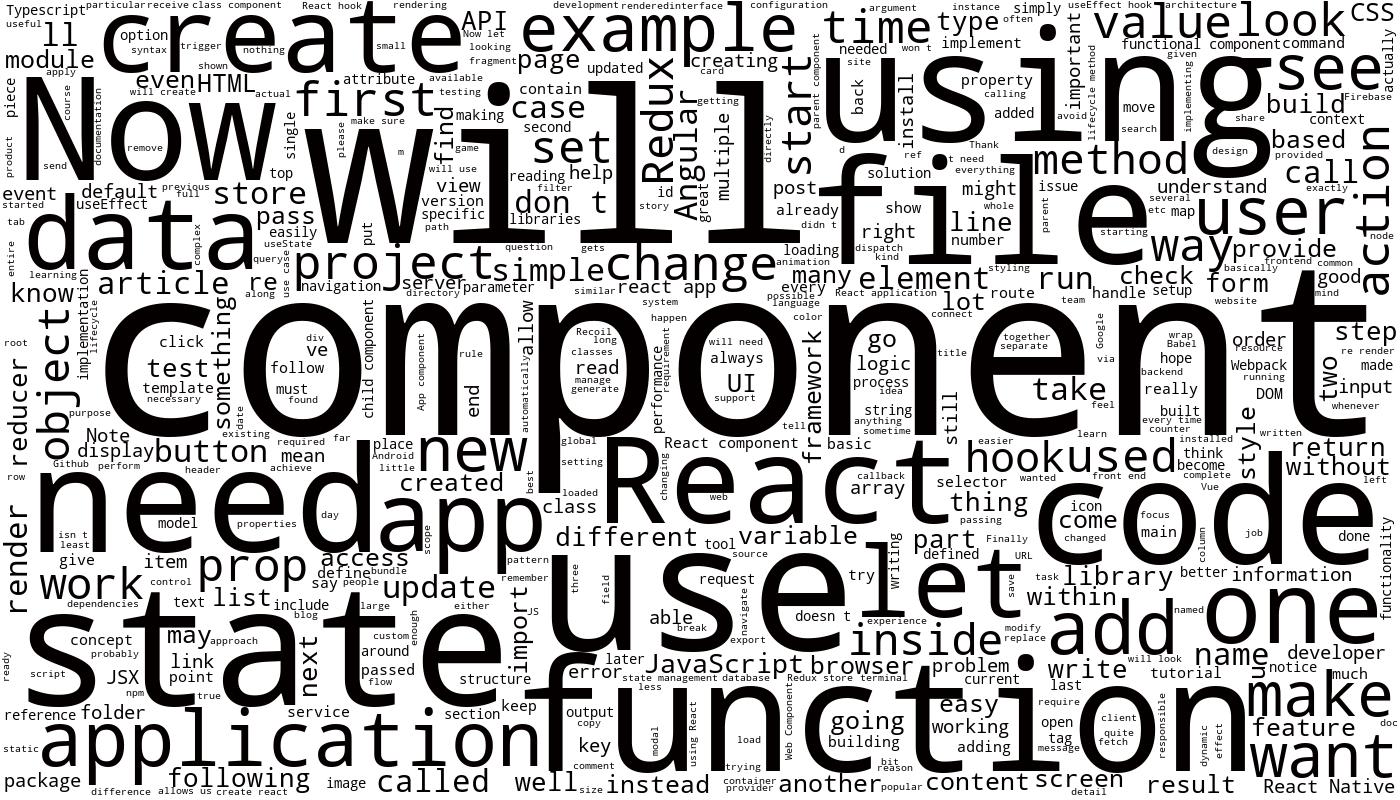 component
will
using
file
function
state
use
need
code
React
data
Now
create
example
application
app
let
one
add
make
want
see
value
look
time
type
user
way
method
call
build
based
action
Typescript
useful
ll
module
particular
receive
class component
React hook
rendering
option
syntax
trigger
nothing
small
API
Now let
looking
fragment
development
rendered
interface
configuration
page
updated
card
creating
argument
instance
often
simply
needed
won t
implement
important
useEffect hook
architecture
functional component
command
CSS
actually
given
piece
apply
course
shown
even
HTML
will create
actual
attribute
available
testing
contain
case
first
single
please
make sure
find
making
second
set
Redux
Angular
getting
multiple
directly
start
parent component
site
back
install
property
calling
added
avoid
lifecycle method
move
search
implementing
share
design
Firebase
context
provided
exactly
product
documentation
remove
send
top
m
game
will use
view
version
specific
path
reading
help
filter
libraries
don t
id
story
great
d
ref
t need
Thank
everything
solution
post
already
didn t
might
whole
show
right
line
number
issue
parent
understand
several
etc
map
starting
event
started
default
previous
full
useEffect
store
pass
easily
useState
query
use case
put
tab
entire
learning
complex
question
gets
loading
animation
dispatch
kind
provide
frontend
common
node
basically
project
simple
change
navigation
server
parameter
directory
similar
react app
many
every
possible
language
React application
element
styling
run
lot
route
team
connect
check
handle
setup
form
website
good
mind
article
re
along
know
implementation
lifecycle
object
something
system
happen
color
root
click
test
template
necessary
div
ve
follow
must
found
child component
App component
rule
end
allow
automatically
Recoil
long
classes
read
manage
generate
performance
requirement
will need
always
UI
support
tell
framework
go
logic
process
idea
string
anything
sometime
title
still
together
separate
take
feel
Google
via
wrap
Babel
hope
backend
really
built
every time
counter
order
resource
Webpack
running
DOM
two
step
re render
made
input
whenever
reducer
purpose
Note
display
button
existing
date
required
far
mean
achieve
Github
perform
header
row
place
Android
little
new
created
best
global
setting
loaded
class
changing
React component
basic
web
callback
array
easier
selector
wanted
hook
used
learn
front end
installed
think
become
complete
Vue
written
style
return
without
left
thing
passing
icon
come
changed
focus
main
column
job
done
functionality
render
isn t
least
give
model
properties
day
item
scope
pattern
different
tool
variable
source
Finally
part
defined
URL
work
control
prop
access
define
bundle
say
people
update
remember
three
field
request
try
writing
save
task
library
within
better
information
dependencies
text
list
include
blog
large
either
import
JS
able
break
navigate
export
doesn t
experience
inside
modify
replace
named
ready
concept
probably
script
may
approach
link
point
JSX
npm
true
next
custom
around
passed
flow
enough
structure
error
later
JavaScript
browser
problem
current
write
last
will look
tutorial
name
us
notice
developer
much
state management
database
Redux store
terminal
less
reference
folder
service
section
keep
output
copy
key
comment
modal
using React
load
Web Component
going
building
easy
working
adding
require
open
tag
message
client
quite
fetch
responsible
dynamic
effect
feature
doc
static
package
difference
allows us
following
create react
image
called
well
size
instead
trying
container
provider
another
popular
bit
reason
content
screen
detail
result
React Native